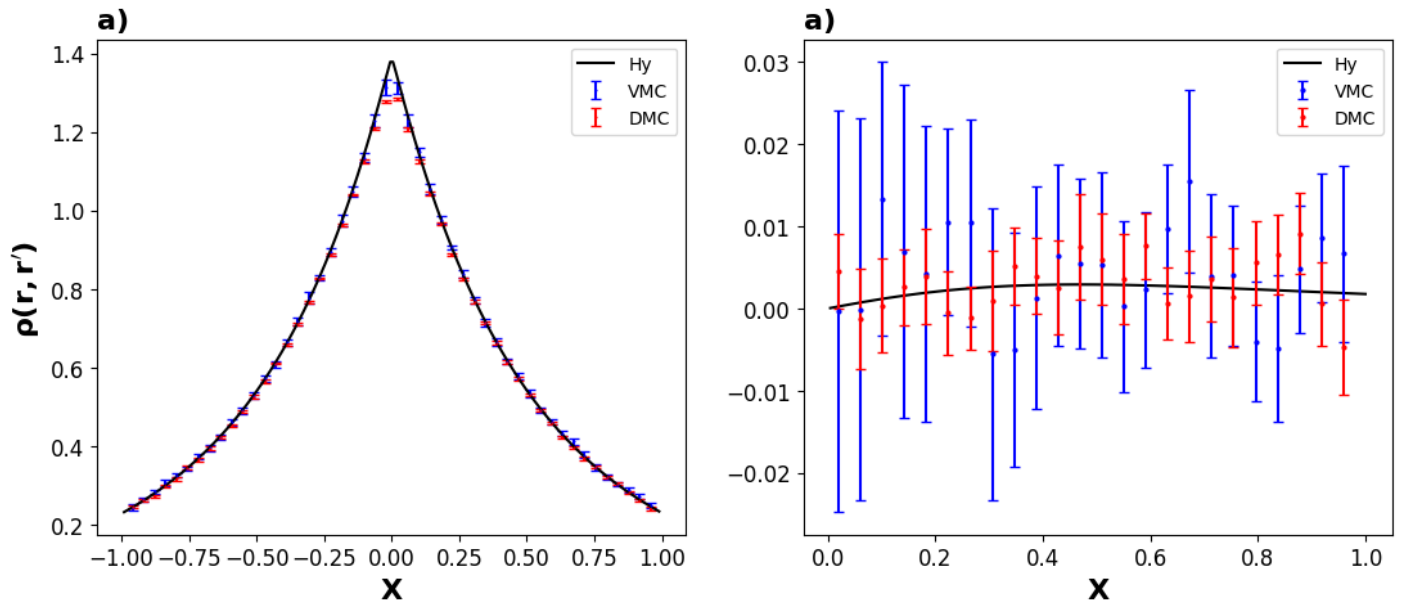 a)
1.4
1.2
1.0
0.8
0.6
0.4
0.2
ρ(r, r′)
Hy
VMC
DMC
−1.00 −0.75 −0.50 −0.25 0.00 0.25 0.50 0.75 1.00
X
a)
0.03
0.02
0.01
0.00
−0.01
−0.02
Hy
VMC
DMC
0.0 0.2 0.4 0.6 0.8 1.0
X